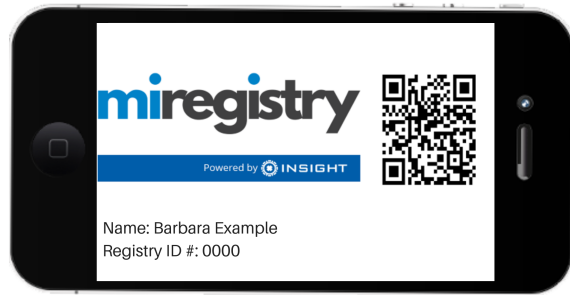 miregistry
Powered by INSIGHT
Name: Barbara Example
Registry ID #: 0000